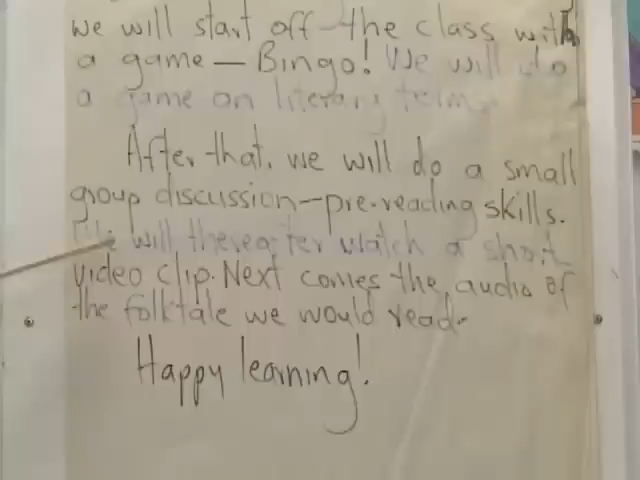 we will start off the class with
a game — Bingo! We will do
a game on literary terms
After that, we will do a small
group discussion—pre-reading skills.
We will thereafter watch a short
video clip. Next comes the audio of
the folktale we would read.
Happy learning!